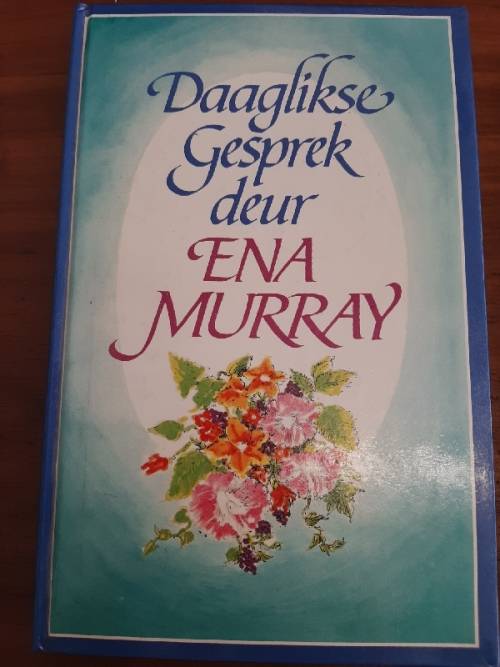 Daaglikse
Gesprek
deur
ENA
MURRAY